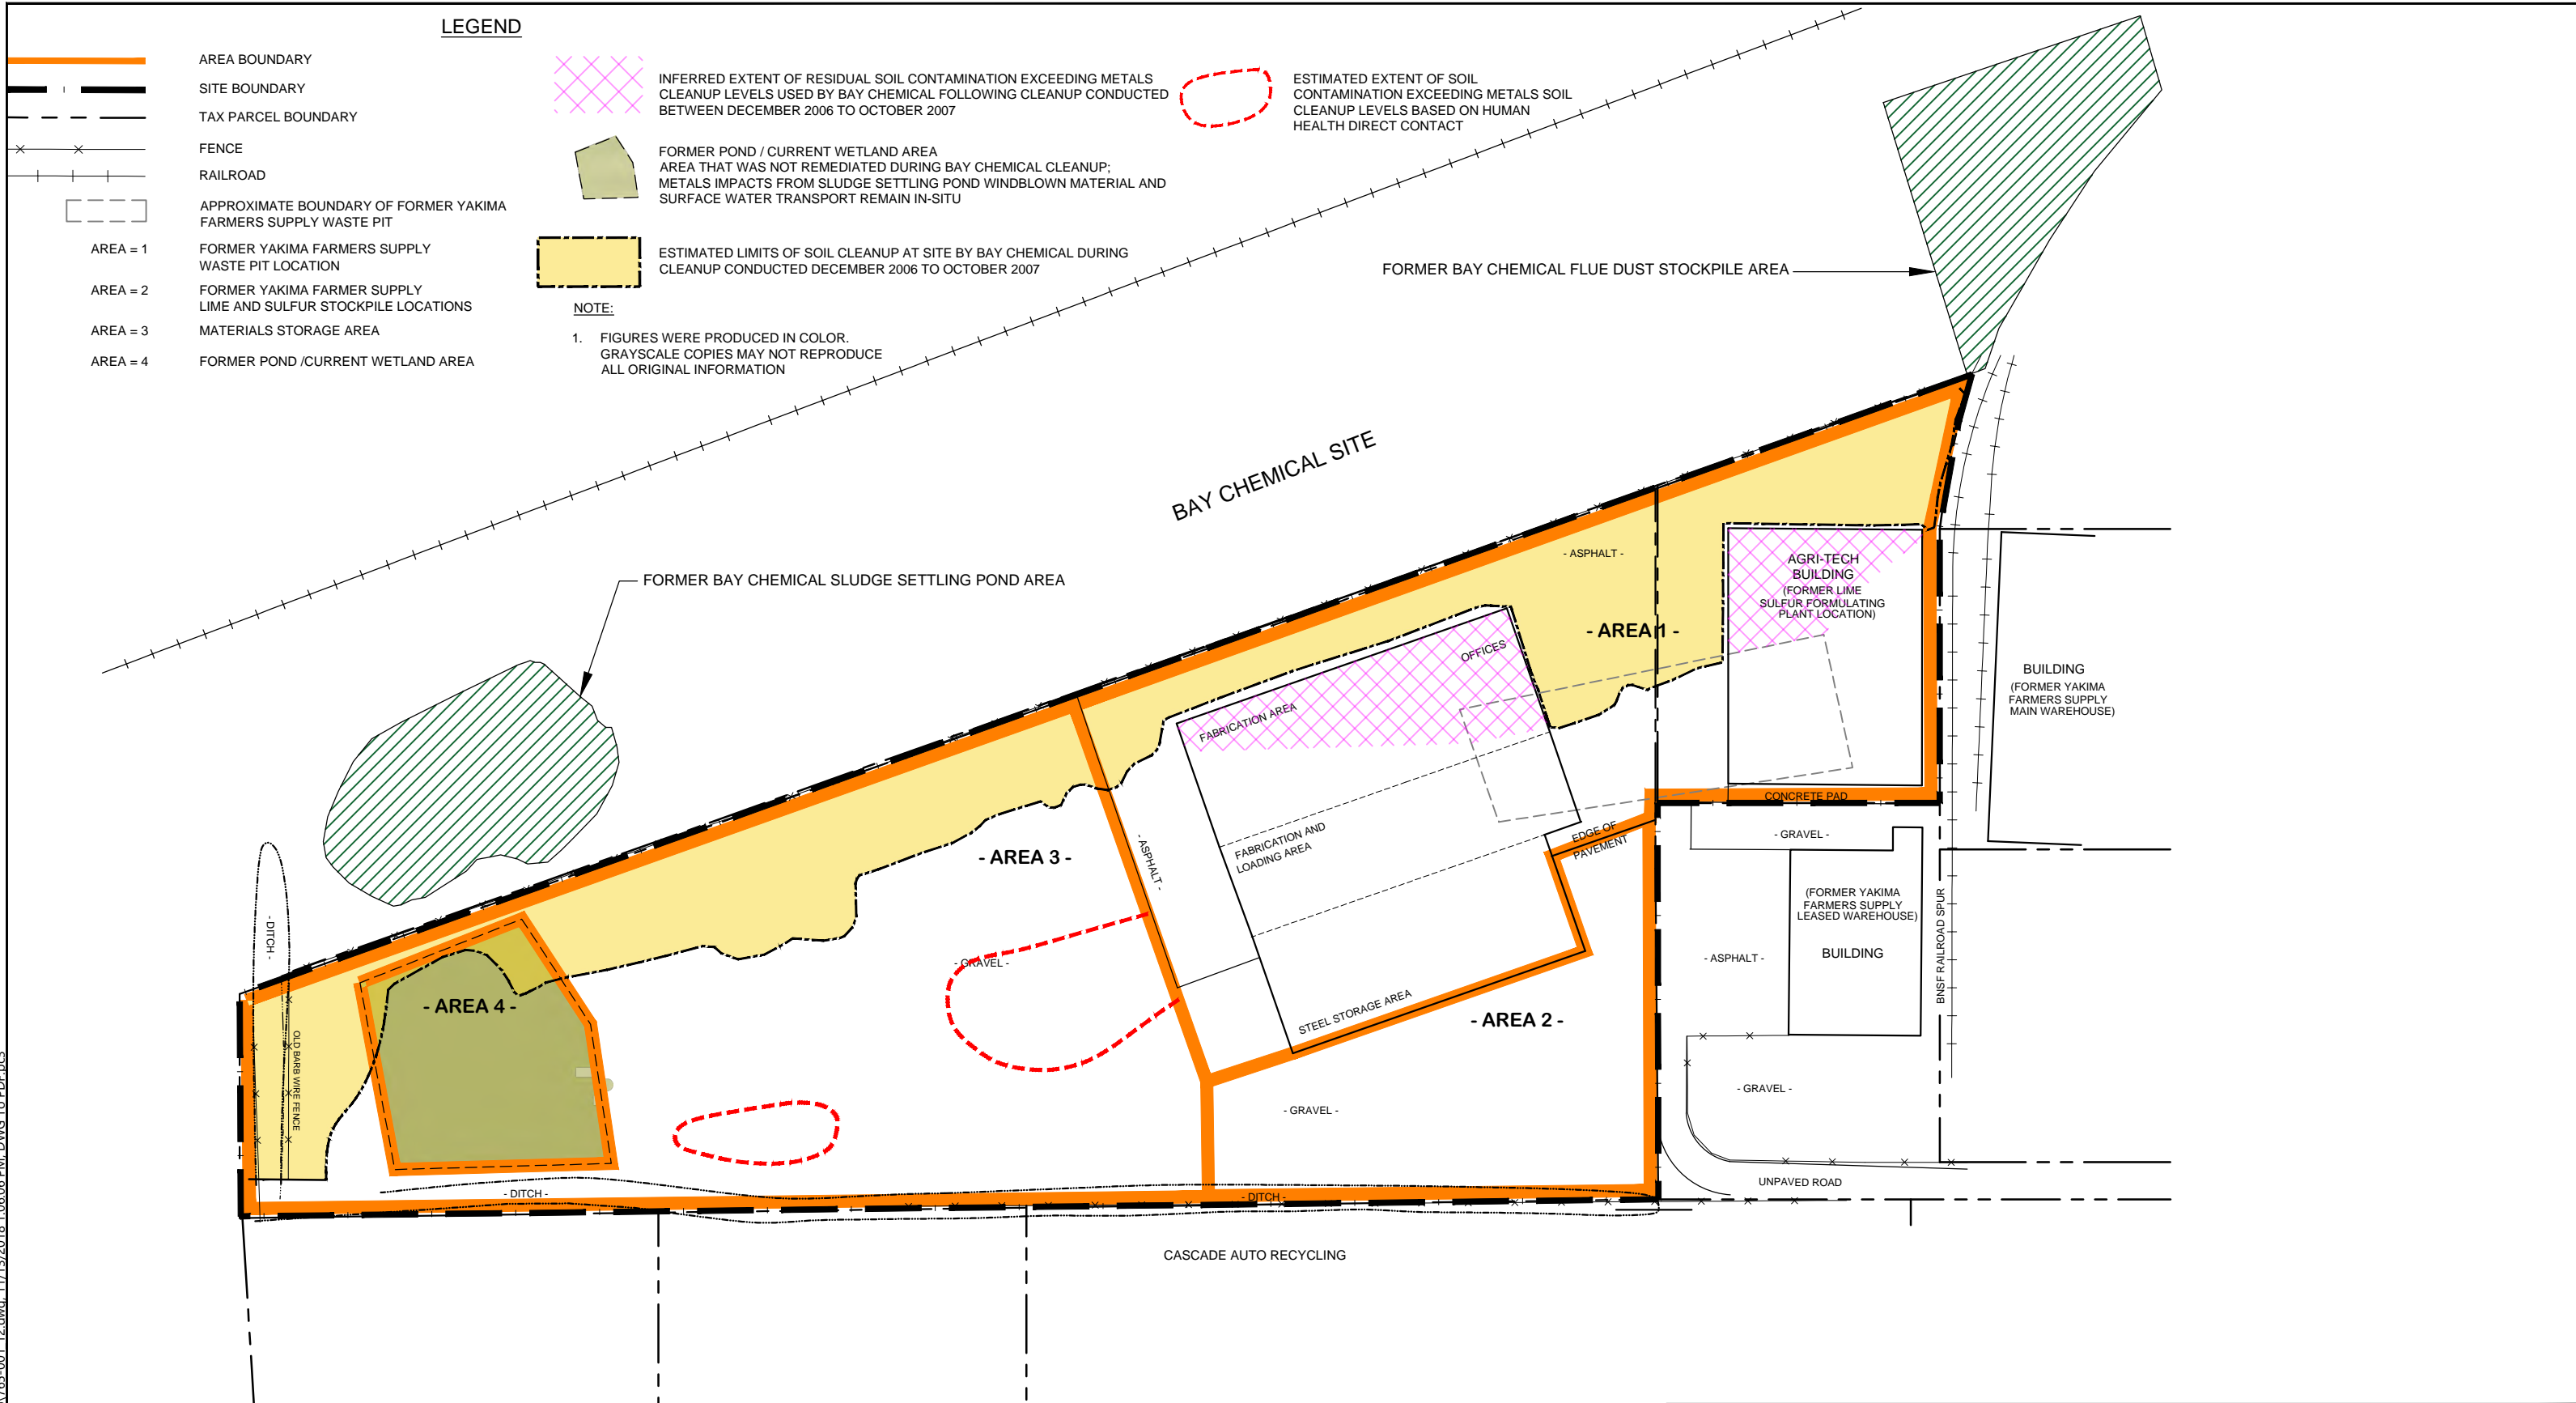 LEGEND
AREA BOUNDARY
SITE BOUNDARY
TAX PARCEL BOUNDARY
FENCE
RAILROAD
APPROXIMATE BOUNDARY OF FORMER YAKIMA
FARMERS SUPPLY WASTE PIT
AREA = 1
FORMER YAKIMA FARMERS SUPPLY
WASTE PIT LOCATION
AREA = 2
FORMER YAKIMA FARMER SUPPLY
LIME AND SULFUR STOCKPILE LOCATIONS
AREA = 3
MATERIALS STORAGE AREA
AREA = 4
FORMER POND /CURRENT WETLAND AREA
INFERRED EXTENT OF RESIDUAL SOIL CONTAMINATION EXCEEDING METALS
CLEANUP LEVELS USED BY BAY CHEMICAL FOLLOWING CLEANUP CONDUCTED
BETWEEN DECEMBER 2006 TO OCTOBER 2007
FORMER POND / CURRENT WETLAND AREA
AREA THAT WAS NOT REMEDIATED DURING BAY CHEMICAL CLEANUP;
METALS IMPACTS FROM SLUDGE SETTLING POND WINDBLOWN MATERIAL AND
SURFACE WATER TRANSPORT REMAIN IN-SITU
ESTIMATED LIMITS OF SOIL CLEANUP AT SITE BY BAY CHEMICAL DURING
CLEANUP CONDUCTED DECEMBER 2006 TO OCTOBER 2007
NOTE:
1. FIGURES WERE PRODUCED IN COLOR.
GRAYSCALE COPIES MAY NOT REPRODUCE
ALL ORIGINAL INFORMATION
ESTIMATED EXTENT OF SOIL
CONTAMINATION EXCEEDING METALS SOIL
CLEANUP LEVELS BASED ON HUMAN
HEALTH DIRECT CONTACT
FORMER BAY CHEMICAL FLUE DUST STOCKPILE AREA
BAY CHEMICAL SITE
FORMER BAY CHEMICAL SLUDGE SETTLING POND AREA
- ASPHALT -
AGRI-TECH
BUILDING
(FORMER LIME
SULFUR FORMULATING
PLANT LOCATION)
- AREA 1 -
OFFICES
FABRICATION AREA
BUILDING
(FORMER YAKIMA
FARMERS SUPPLY
MAIN WAREHOUSE)
CONCRETE PAD
- GRAVEL -
EDGE OF
PAVEMENT
FABRICATION AND
LOADING AREA
- ASPHALT -
- AREA 3 -
- GRAVEL -
(FORMER YAKIMA
FARMERS SUPPLY
LEASED WAREHOUSE)
BUILDING
- ASPHALT -
BNSF RAILROAD SPUR
- DITCH -
- AREA 4 -
OLD BARB WIRE FENCE
STEEL STORAGE AREA
- AREA 2 -
- GRAVEL -
- GRAVEL -
UNPAVED ROAD
- DITCH -
- DITCH -
CASCADE AUTO RECYCLING